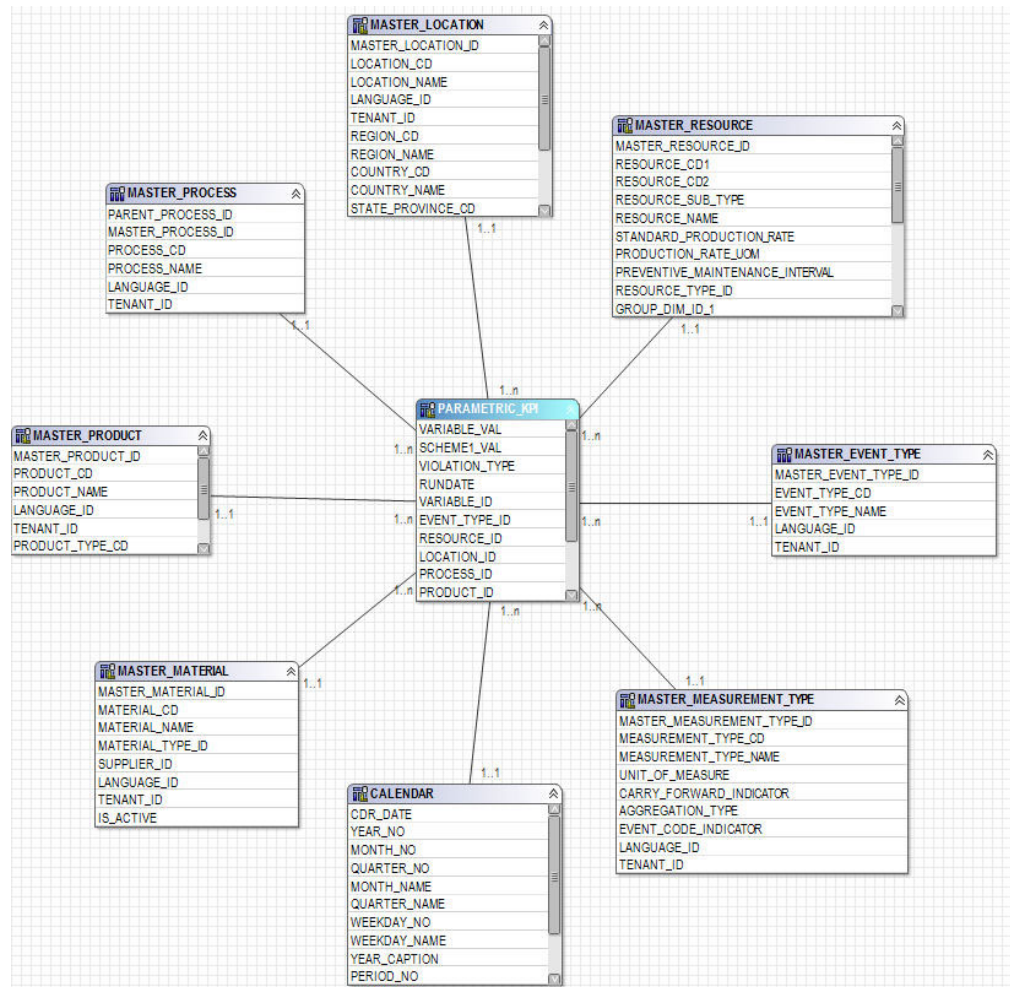 MASTER_LOCATION
MASTER_LOCATION_ID
LOCATION_CD
LOCATION_NAME
LANGUAGE_ID
TENANT_ID
REGION_CD
REGION_NAME
COUNTRY_CD
COUNTRY_NAME
STATE_PROVINCE_CD
1..1
MASTER_RESOURCE
MASTER_RESOURCE_ID
RESOURCE_CD1
RESOURCE_CD2
RESOURCE_SUB_TYPE
RESOURCE_NAME
STANDARD_PRODUCTION_RATE
PRODUCTION_RATE_UOM
PREVENTIVE_MAINTENANCE_INTERVAL
RESOURCE_TYPE_ID
GROUP_DIM_ID_1
1..1
MASTER_PROCESS
PARENT_PROCESS_ID
MASTER_PROCESS_ID
PROCESS_CD
PROCESS_NAME
LANGUAGE_ID
TENANT_ID
1..1
1..n
PARAMETRIC_KPI
VARIABLE_VAL
SCHEME1_VAL
VIOLATION_TYPE
RUNDATE
VARIABLE_ID
EVENT_TYPE_ID
RESOURCE_ID
LOCATION_ID
PROCESS_ID
PRODUCT_ID
1..n
1..n
1..n
1..n
1..n
1..n
1..n
MASTER_PRODUCT
MASTER_PRODUCT_ID
PRODUCT_CD
PRODUCT_NAME
LANGUAGE_ID
TENANT_ID
PRODUCT_TYPE_CD
1..1
MASTER_EVENT_TYPE
MASTER_EVENT_TYPE_ID
EVENT_TYPE_CD
EVENT_TYPE_NAME
LANGUAGE_ID
TENANT_ID
1..1
MASTER_MATERIAL
MASTER_MATERIAL_ID
MATERIAL_CD
MATERIAL_NAME
MATERIAL_TYPE_ID
SUPPLIER_ID
LANGUAGE_ID
TENANT_ID
IS_ACTIVE
1..1
MASTER_MEASUREMENT_TYPE
MASTER_MEASUREMENT_TYPE_ID
MEASUREMENT_TYPE_CD
MEASUREMENT_TYPE_NAME
UNIT_OF_MEASURE
CARRY_FORWARD_INDICATOR
AGGREGATION_TYPE
EVENT_CODE_INDICATOR
LANGUAGE_ID
TENANT_ID
1..1
CALENDAR
CDR_DATE
YEAR_NO
MONTH_NO
QUARTER_NO
MONTH_NAME
QUARTER_NAME
WEEKDAY_NO
WEEKDAY_NAME
YEAR_CAPTION
PERIOD_NO
1..1